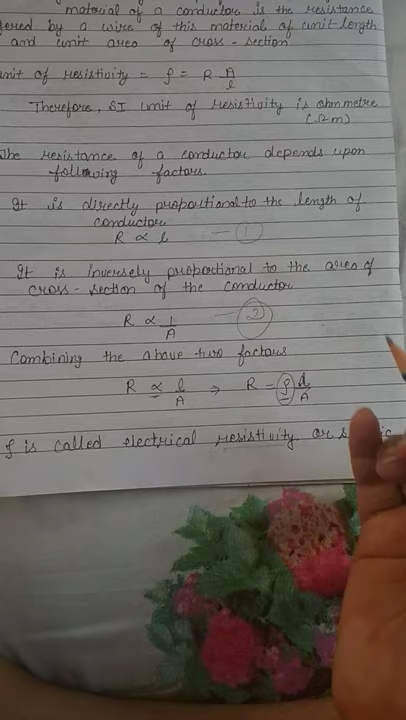 material of a conductor is the resistance
offered by a wire of this material of unit length
and unit area of cross - section
unit of resistivity = ρ = R A/l
Therefore, SI unit of resistivity is ohm metre
(Ωm)
The resistance of a conductor depends upon
following factors.
It is directly proportional to the length of
conductor
R ∝ l — ①
It is inversely proportional to the area of
cross - section of the conductor
R ∝ 1/A — ②
Combining the above two factors
R ∝ l/A ⇒ R = ρ l/A
ρ is called electrical resistivity or